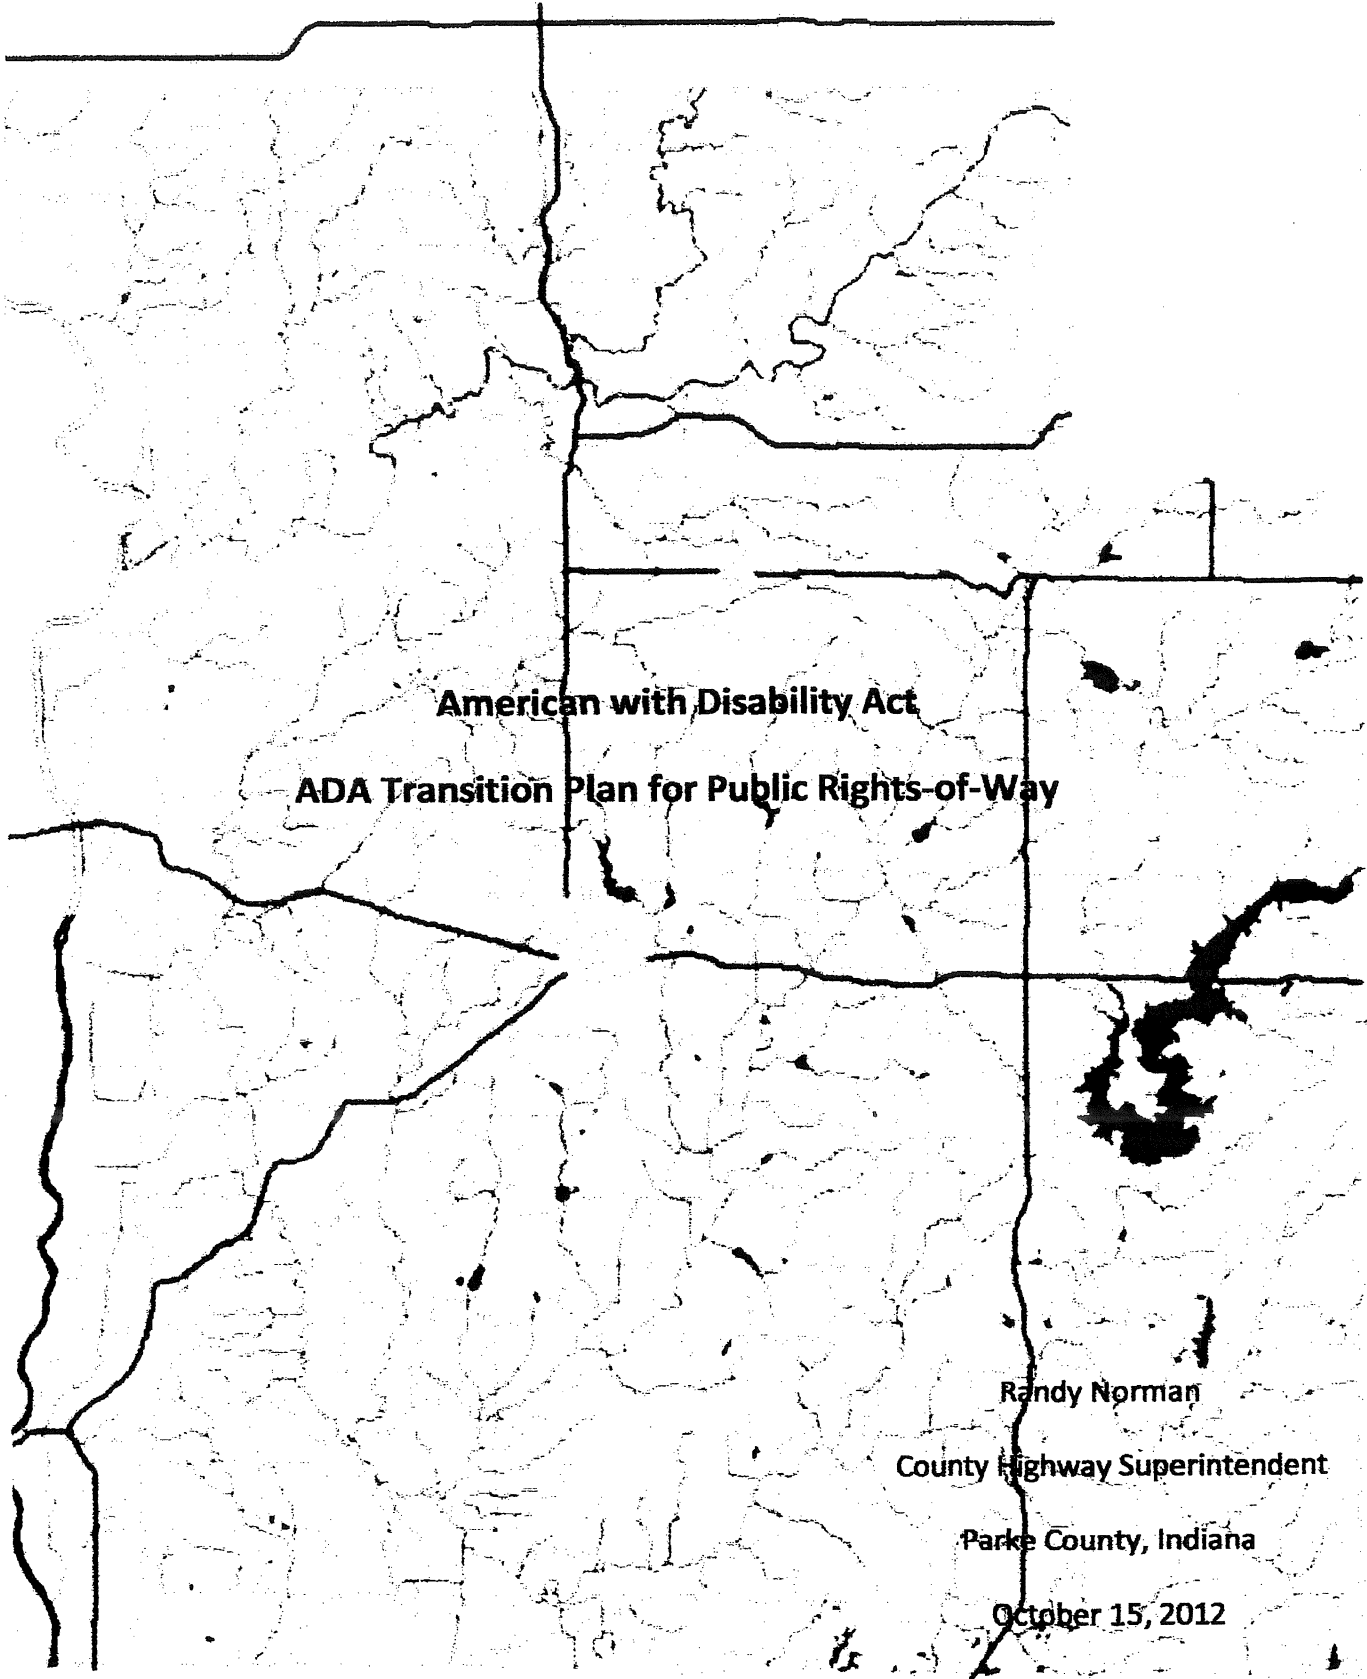 American with Disability Act
ADA Transition Plan for Public Rights-of-Way
Randy Norman
County Highway Superintendent
Parke County, Indiana
October 15, 2012